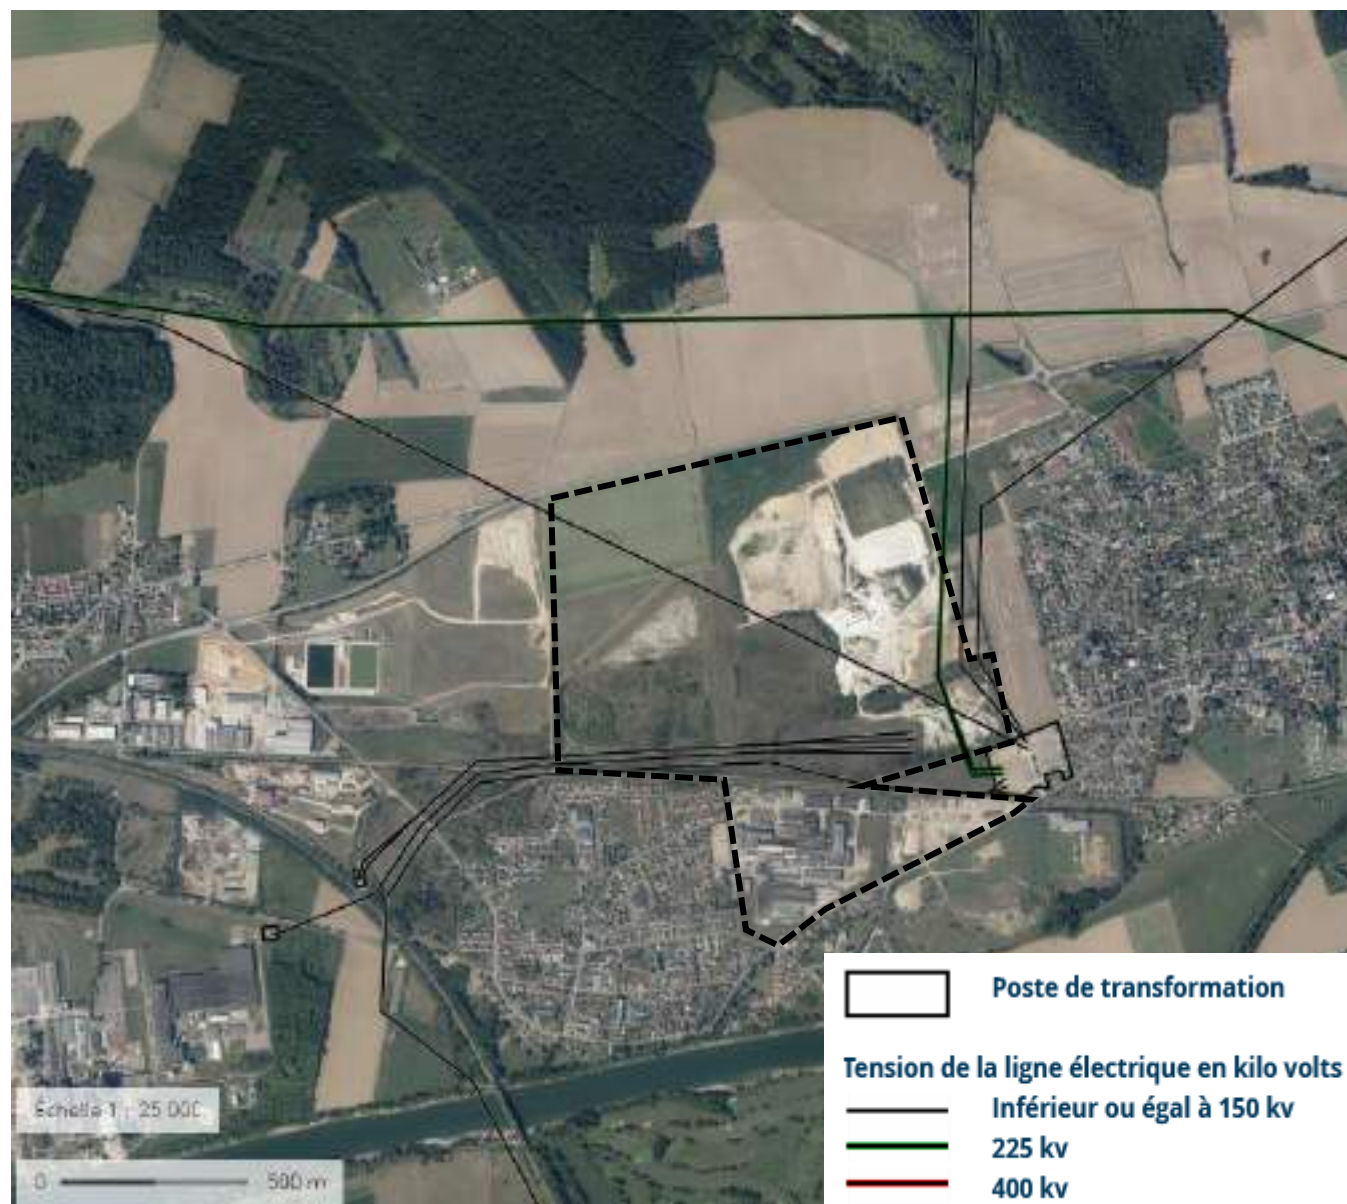 Poste de transformation
Tension de la ligne électrique en kilo volts
Inférieur ou égal à 150 kv
225 kv
400 kv
Échelle 1 : 25 000
0 500 m